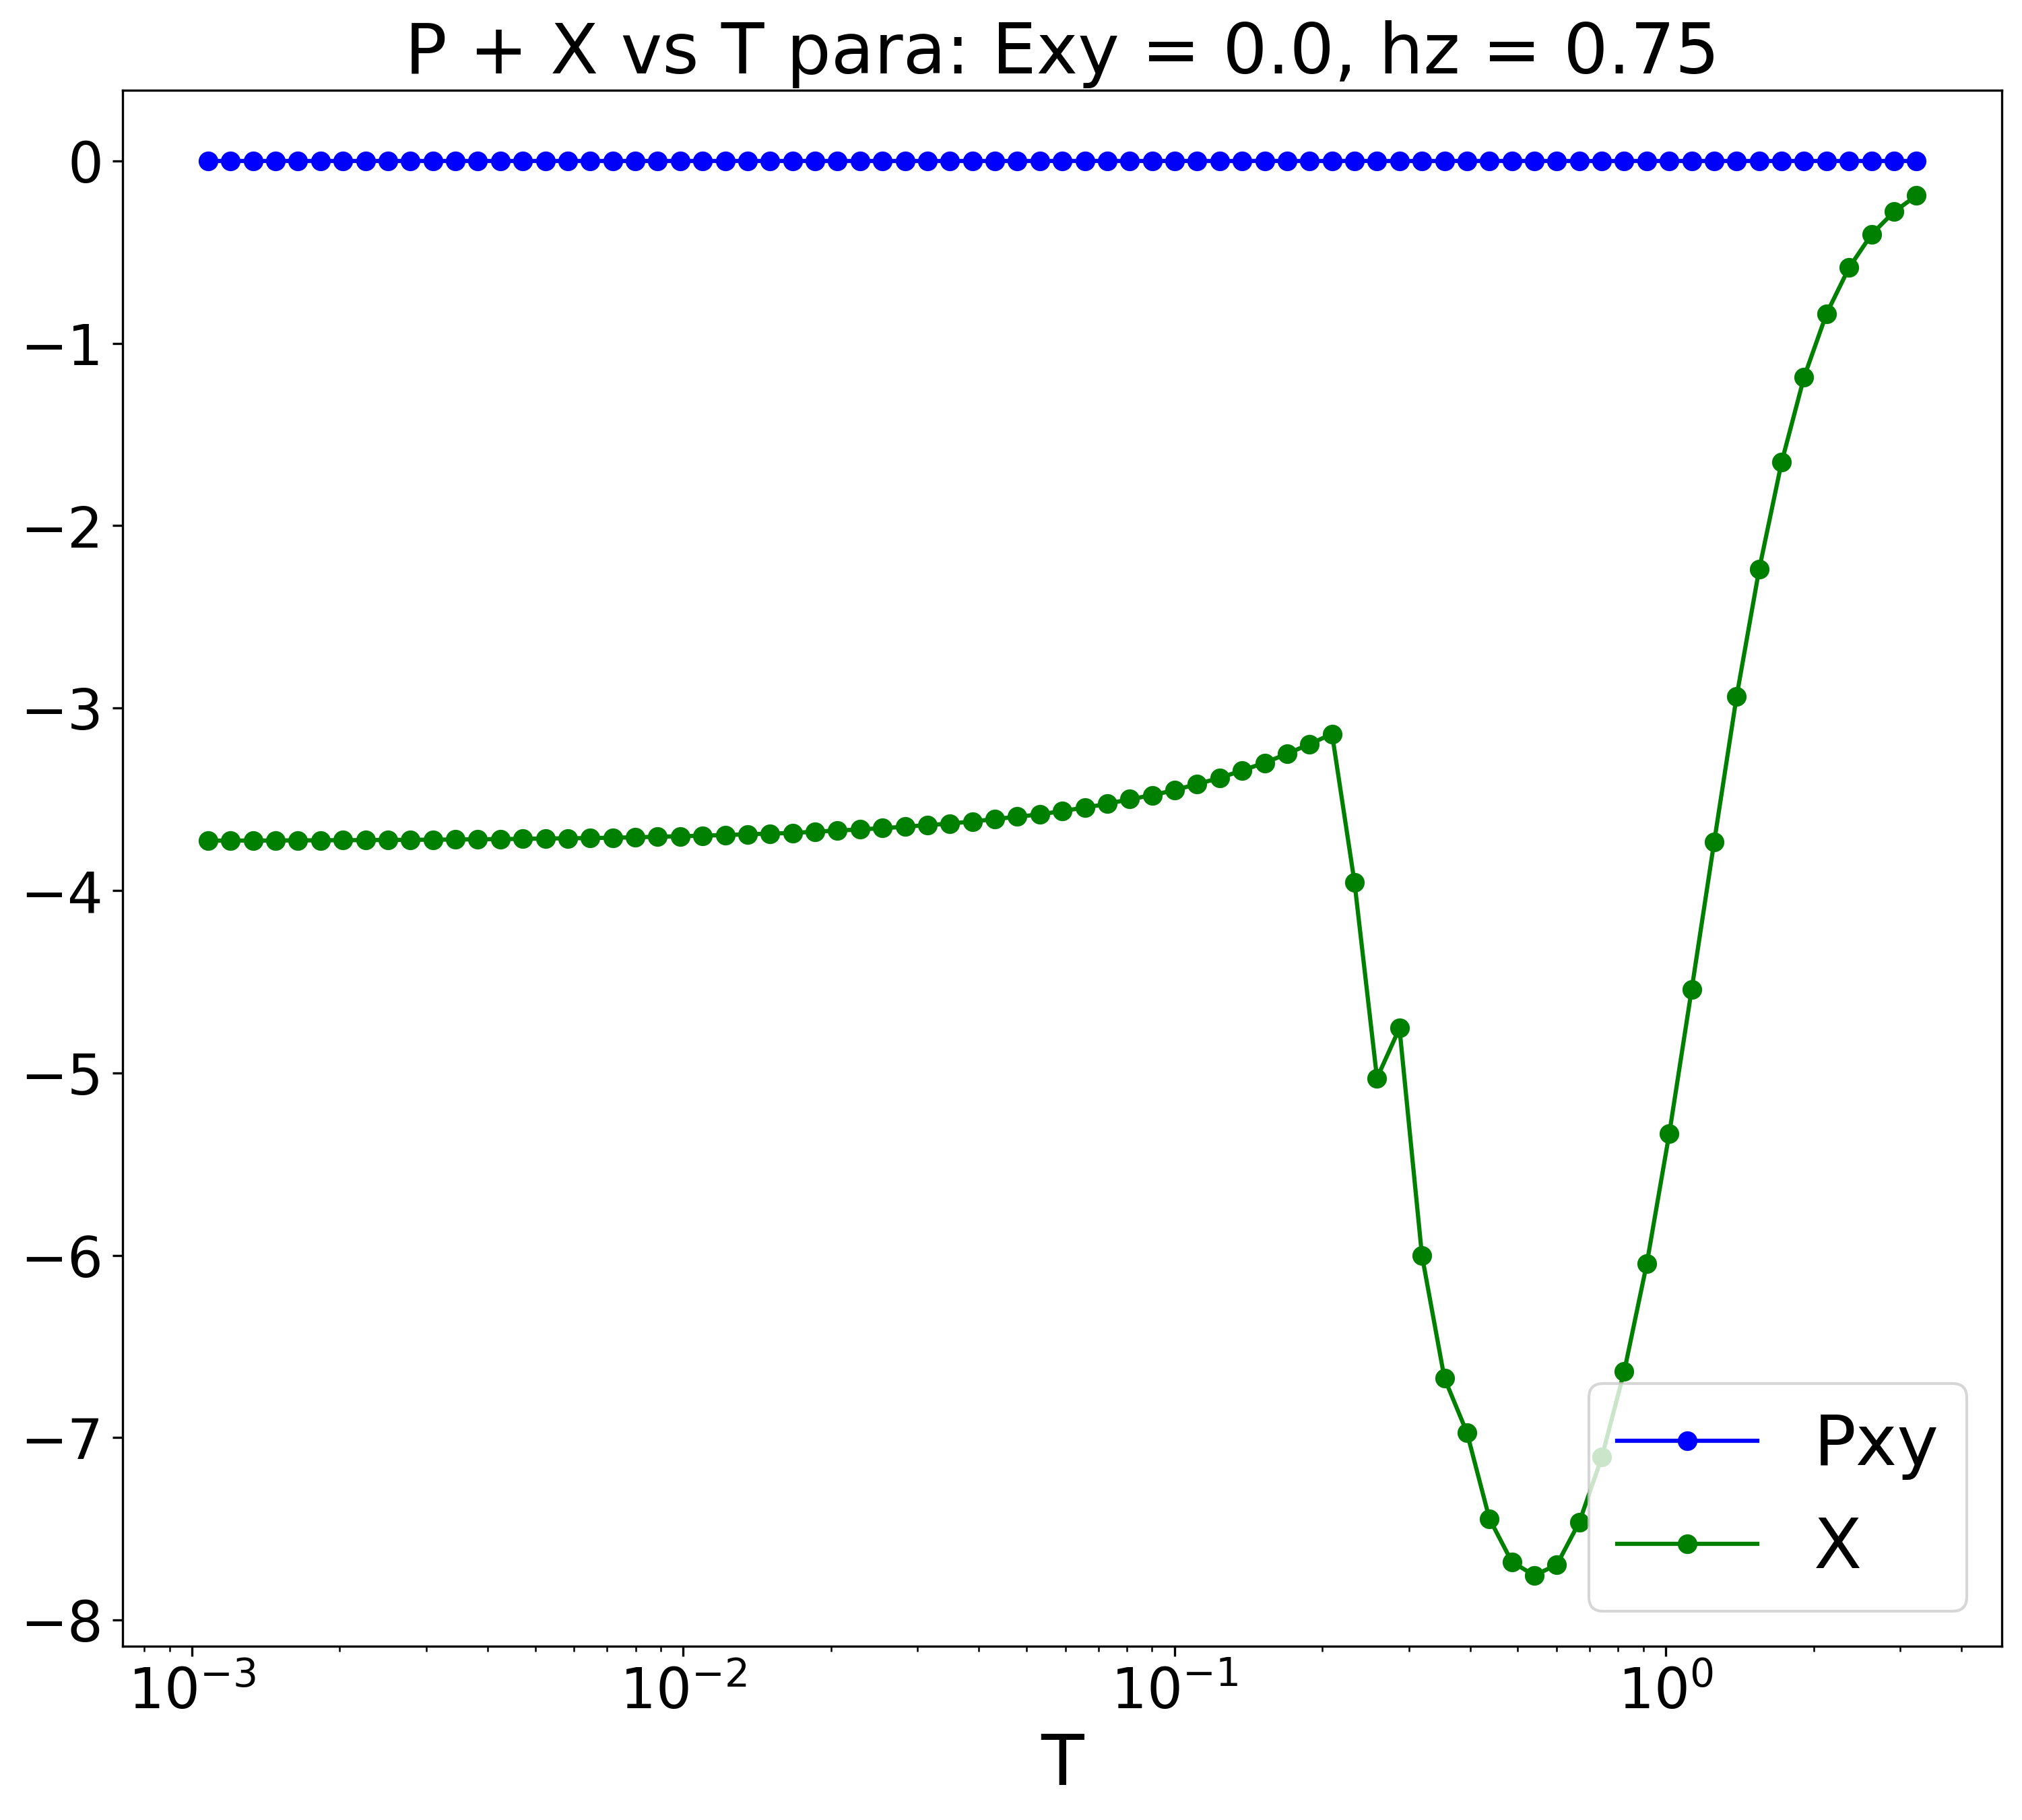 P + X vs T para: Exy = 0.0, hz = 0.75
0
−1
−2
−3
−4
−5
−6
−7
−8
Pxy
X
10⁻³ 10⁻² 10⁻¹ 10⁰
T